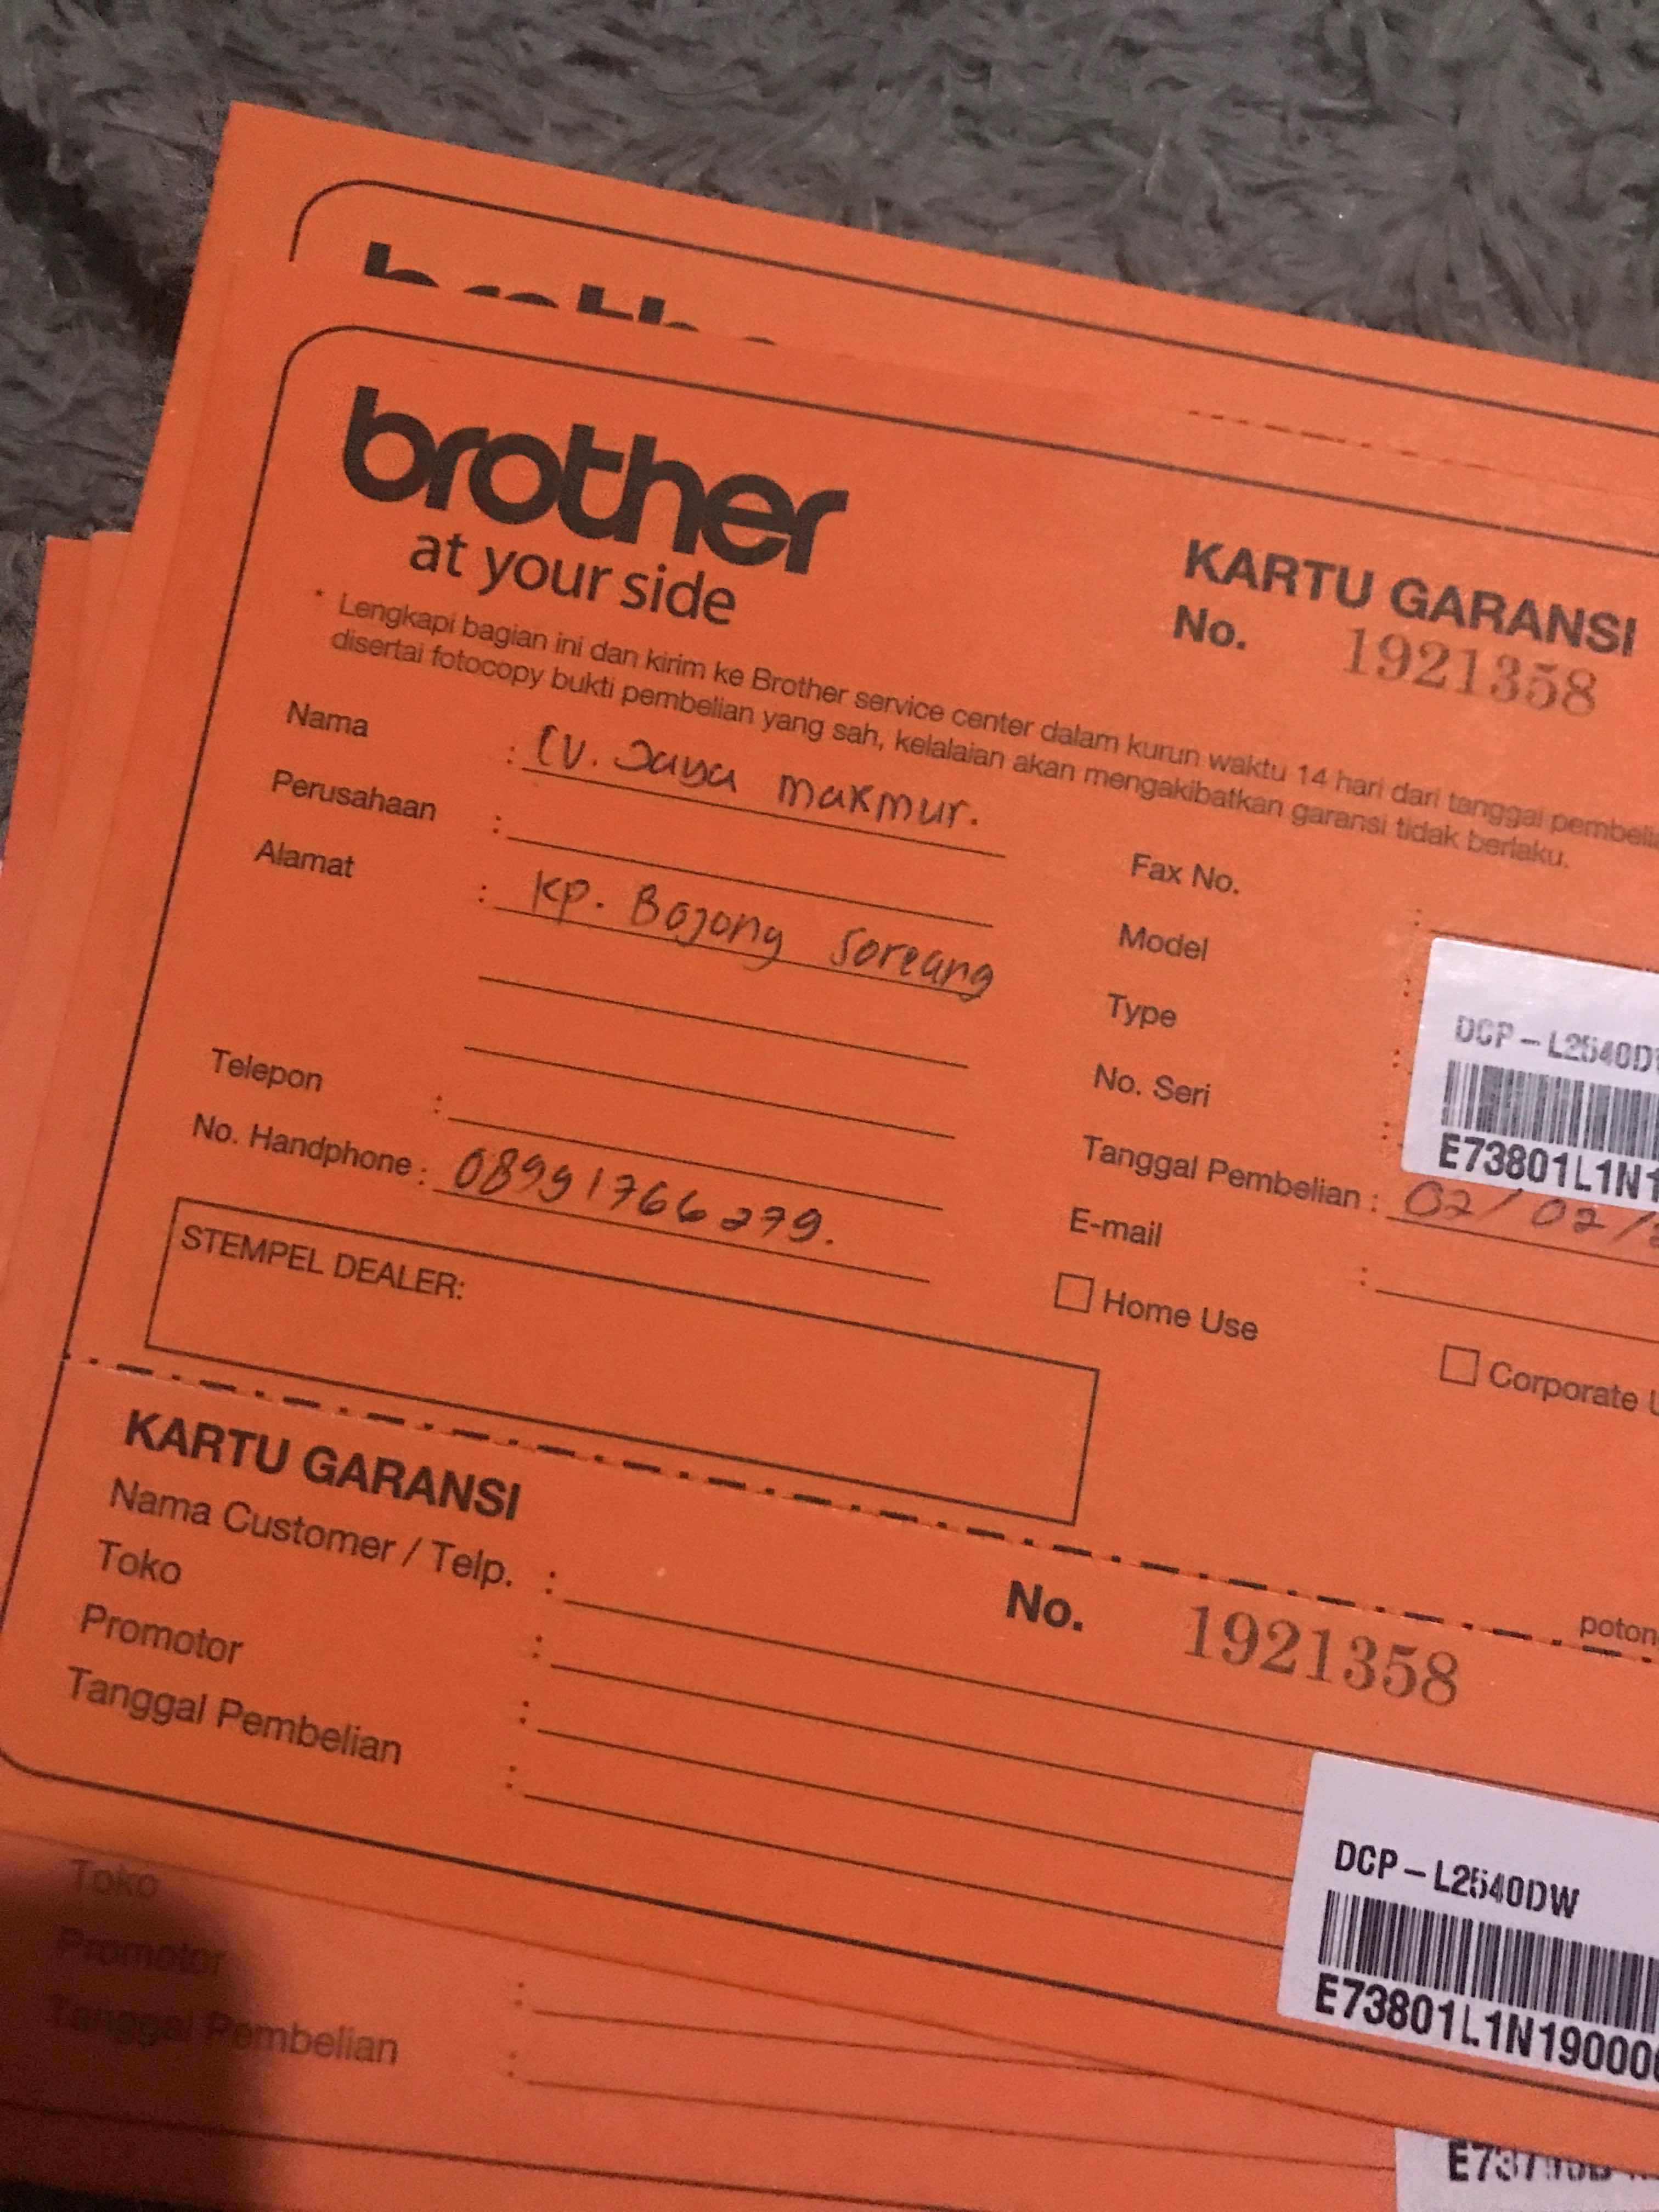 brother
at your side
KARTU GARANSI
No. 1921358
* Lengkapi bagian ini dan kirim ke Brother service center dalam kurun waktu 14 hari dari tanggal
disertai fotocopy bukti pembelian yang sah, kelalaian akan mengakibatkan garansi tidak berlaku.
Nama : CV. Jaya makmur.
Perusahaan :
Alamat : Kp. Bojong Soreang
Telepon :
No. Handphone : 08991766279.
STEMPEL DEALER:
Fax No. :
Model :
Type :
No. Seri :
DCP-L2540D
E73801L1N1
Tanggal Pembelian : 02/02/
E-mail :
Home Use
Corporate
KARTU GARANSI
No. 1921358
Nama Customer / Telp. :
Toko :
Promotor :
Tanggal Pembelian :
DCP-L2540DW
E73801L1N19000
Toko
Promotor :
Tanggal Pembelian :